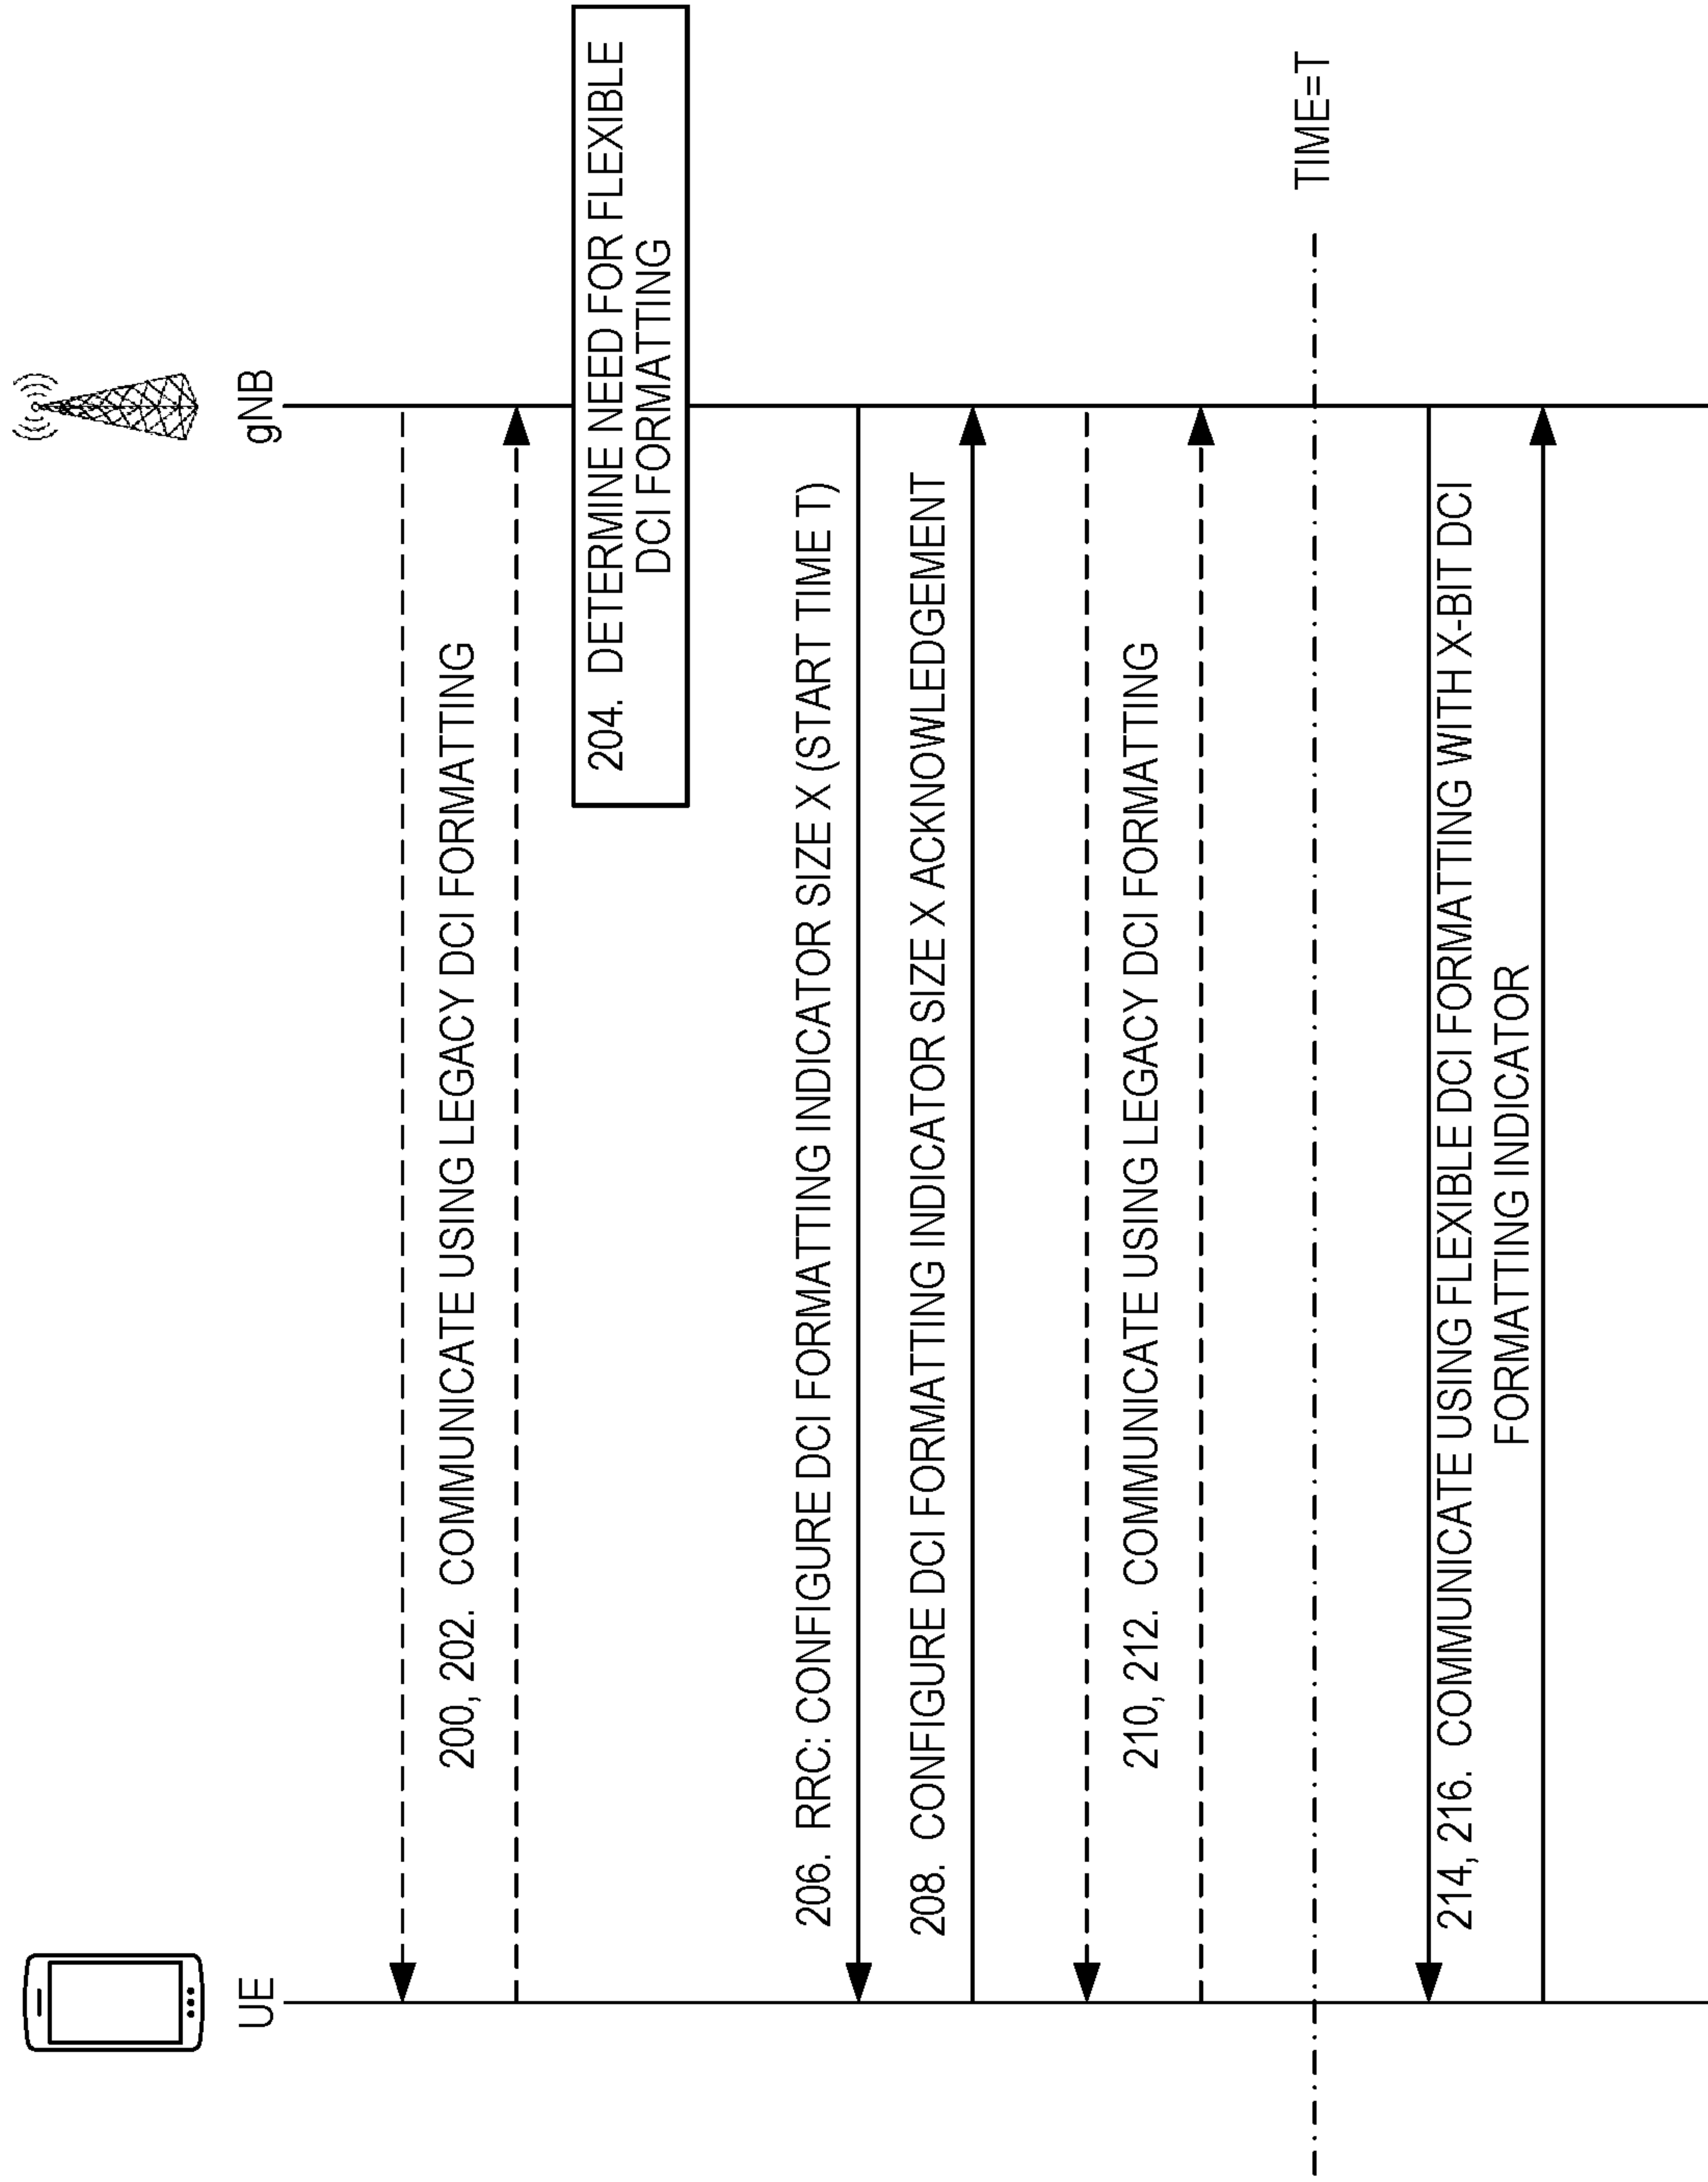 UE
gNB
200, 202. COMMUNICATE USING LEGACY DCI FORMATTING
204. DETERMINE NEED FOR FLEXIBLE
DCI FORMATTING
206. RRC: CONFIGURE DCI FORMATTING INDICATOR SIZE X (START TIME T)
208. CONFIGURE DCI FORMATTING INDICATOR SIZE X ACKNOWLEDGEMENT
210, 212. COMMUNICATE USING LEGACY DCI FORMATTING
TIME=T
214, 216. COMMUNICATE USING FLEXIBLE DCI FORMATTING WITH X-BIT DCI
FORMATTING INDICATOR